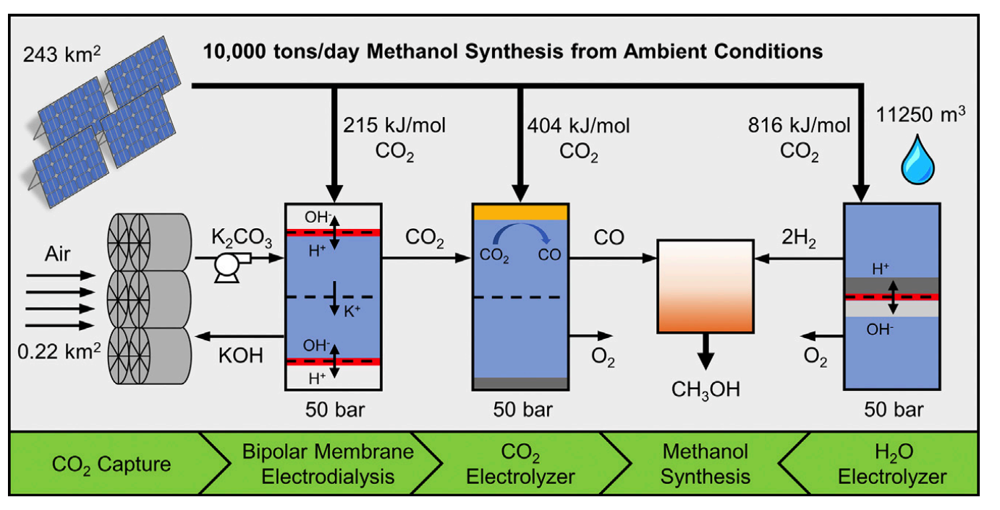 243 km²
10,000 tons/day Methanol Synthesis from Ambient Conditions
215 kJ/mol
CO₂
404 kJ/mol
CO₂
816 kJ/mol
CO₂
11250 m³
Air
0.22 km²
K₂CO₃
KOH
OH⁻
H⁺
K⁺
OH⁻
H⁺
50 bar
CO₂
CO₂
CO
50 bar
CO
O₂
CH₃OH
2H₂
O₂
H⁺
OH⁻
50 bar
CO₂ Capture
Bipolar Membrane
Electrodialysis
CO₂
Electrolyzer
Methanol
Synthesis
H₂O
Electrolyzer